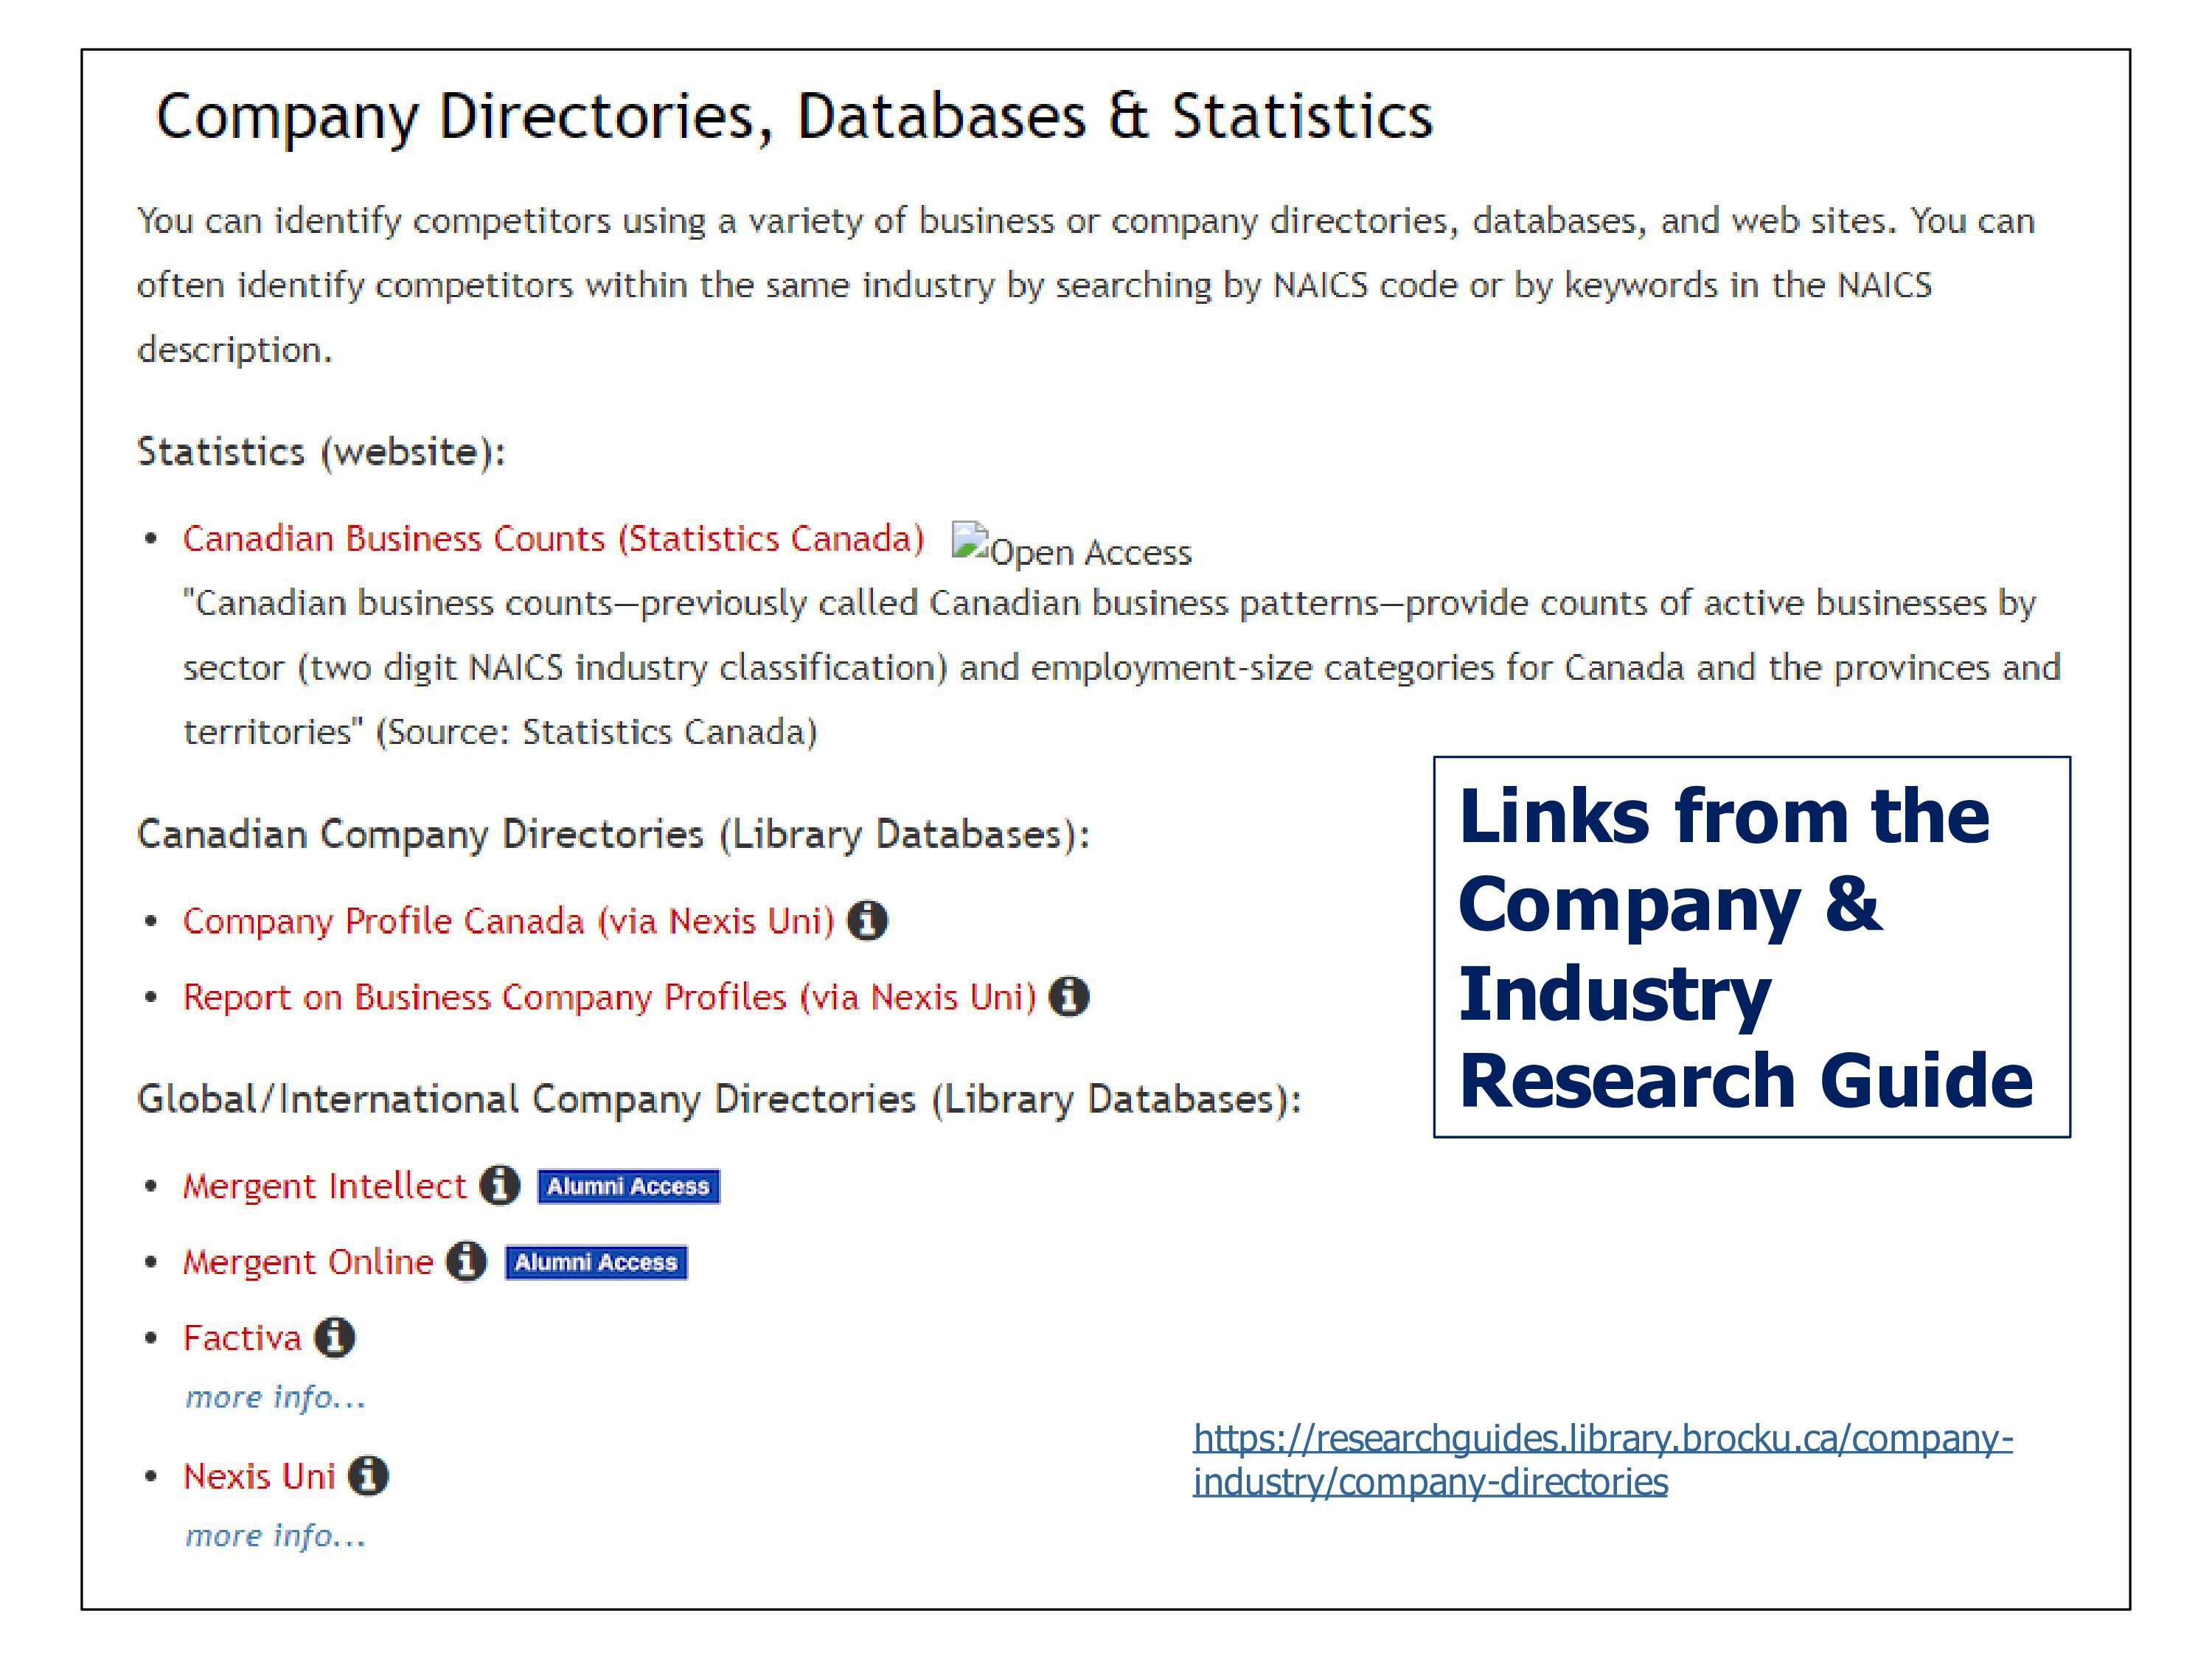 Company Directories, Databases & Statistics
You can identify competitors using a variety of business or company directories, databases, and web sites. You can
often identify competitors within the same industry by searching by NAICS code or by keywords in the NAICS
description.
Statistics (website):
• Canadian Business Counts (Statistics Canada) Open Access
"Canadian business counts—previously called Canadian business patterns—provide counts of active businesses by
sector (two digit NAICS industry classification) and employment-size categories for Canada and the provinces and
territories" (Source: Statistics Canada)
Canadian Company Directories (Library Databases):
• Company Profile Canada (via Nexis Uni)
• Report on Business Company Profiles (via Nexis Uni)
Global/International Company Directories (Library Databases):
• Mergent Intellect Alumni Access
• Mergent Online Alumni Access
• Factiva
more info...
• Nexis Uni
more info...
Links from the
Company &
Industry
Research Guide
https://researchguides.library.brocku.ca/company-
industry/company-directories